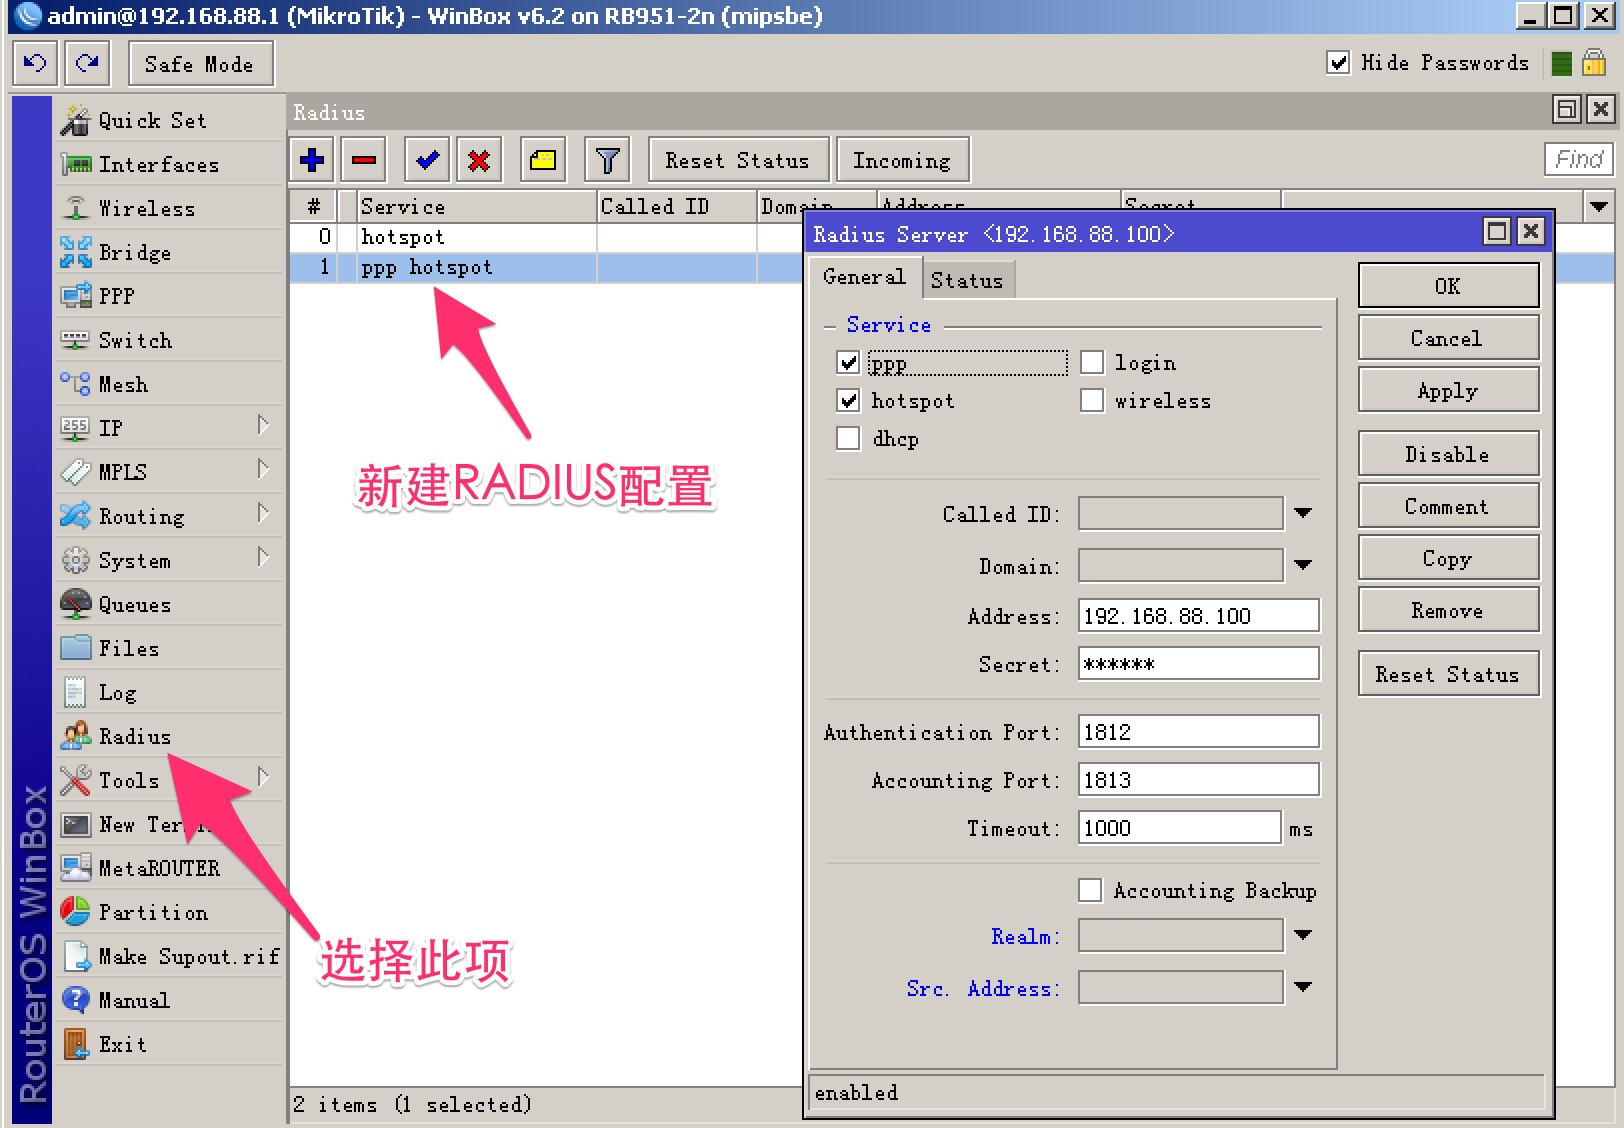 admin@192.168.88.1 (MikroTik) - WinBox v6.2 on RB951-2n (mipsbe)
Safe Mode
Hide Passwords
Quick Set
Interfaces
Wireless
Bridge
PPP
Switch
Mesh
IP
MPLS
Routing
System
Queues
Files
Log
Radius
Tools
New Ter
MetaROUTER
Partition
Make Supout.rif
Manual
Exit
RouterOS WinBox
Radius
Reset Status
Incoming
Find
# Service Called ID Domain Address Secret
0 hotspot
1 ppp hotspot
新建RADIUS配置
选择此项
2 items (1 selected)
Radius Server <192.168.88.100>
General Status
Service
ppp login
hotspot wireless
dhcp
Called ID:
Domain:
Address: 192.168.88.100
Secret: ******
Authentication Port: 1812
Accounting Port: 1813
Timeout: 1000 ms
Accounting Backup
Realm:
Src. Address:
enabled
OK
Cancel
Apply
Disable
Comment
Copy
Remove
Reset Status